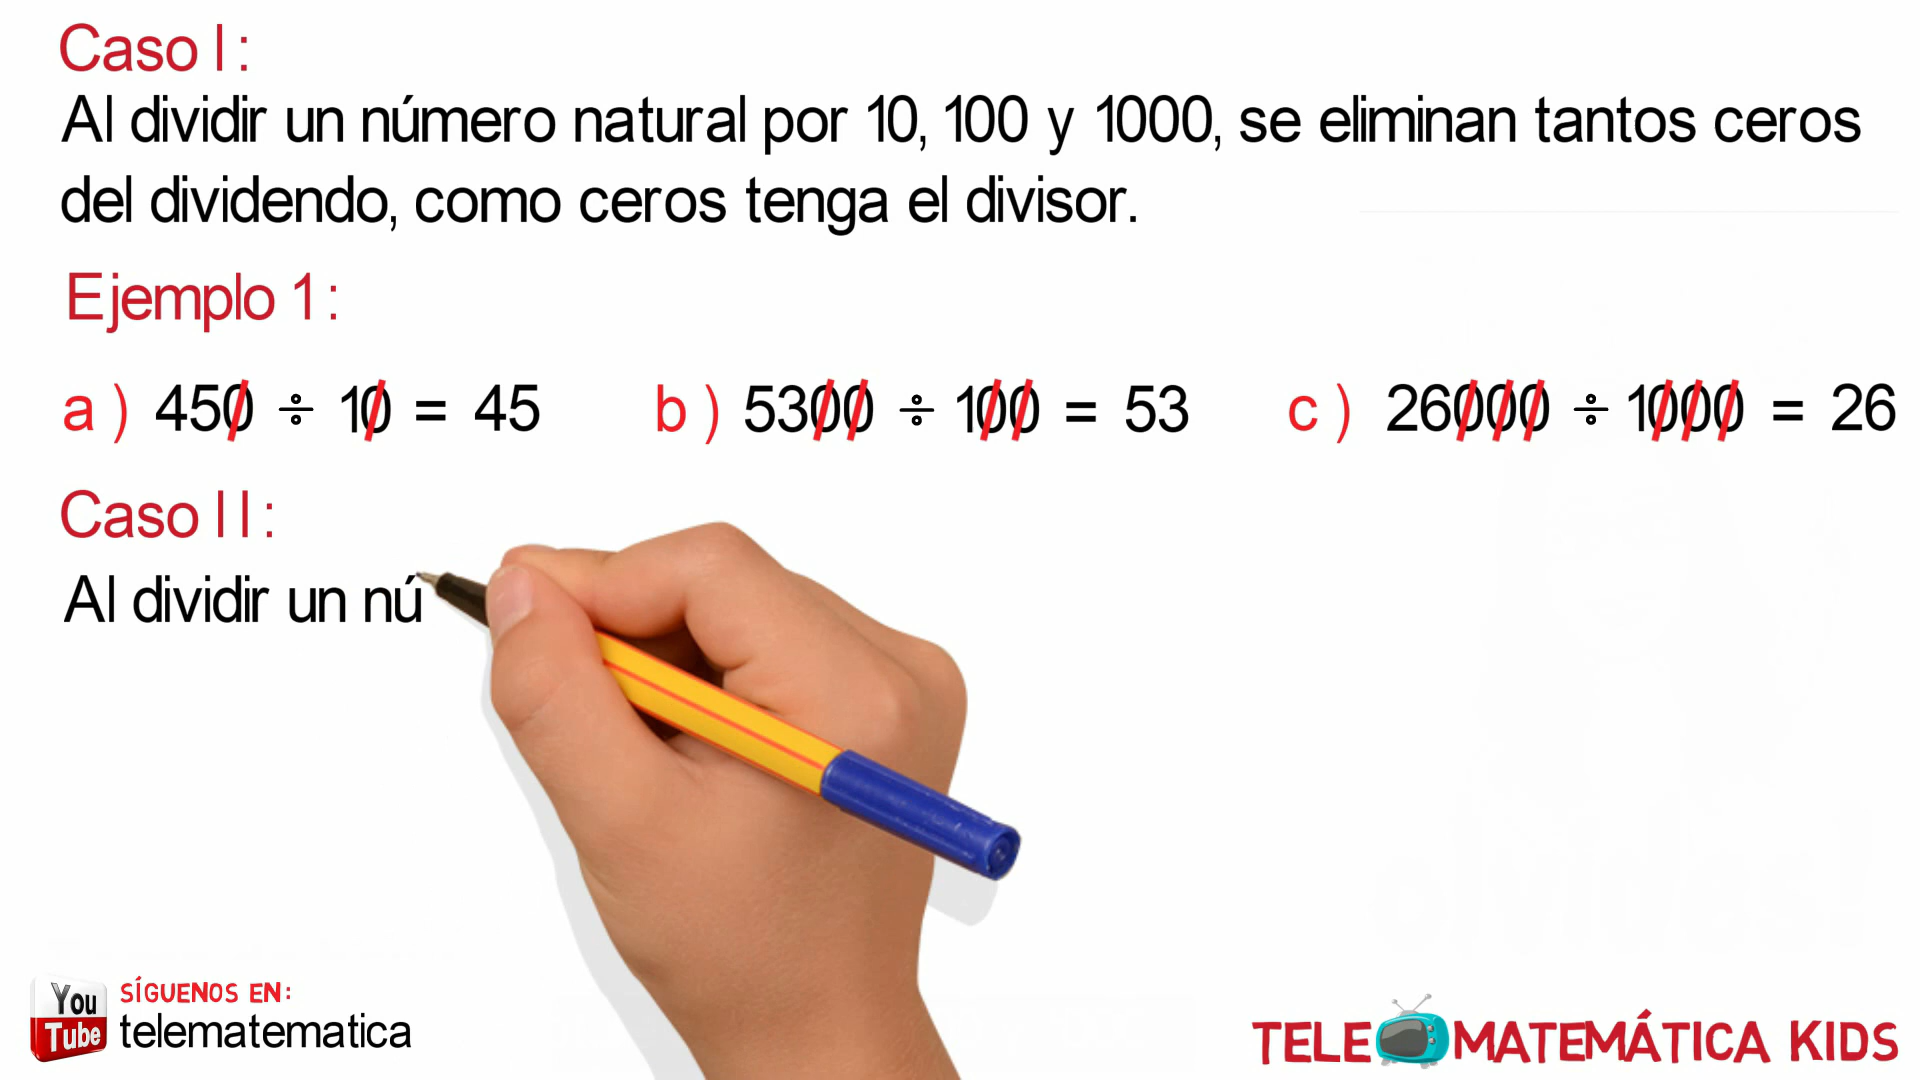 Caso I:
Al dividir un número natural por 10, 100 y 1000, se eliminan tantos ceros
del dividendo, como ceros tenga el divisor.
Ejemplo 1:
a) 450 ÷ 10 = 45 b) 5300 ÷ 100 = 53 c) 26000 ÷ 1000 = 26
Caso II:
Al dividir un nú
You
Tube
SÍGUENOS EN:
telematematica
TELEMATEMÁTICA KIDS